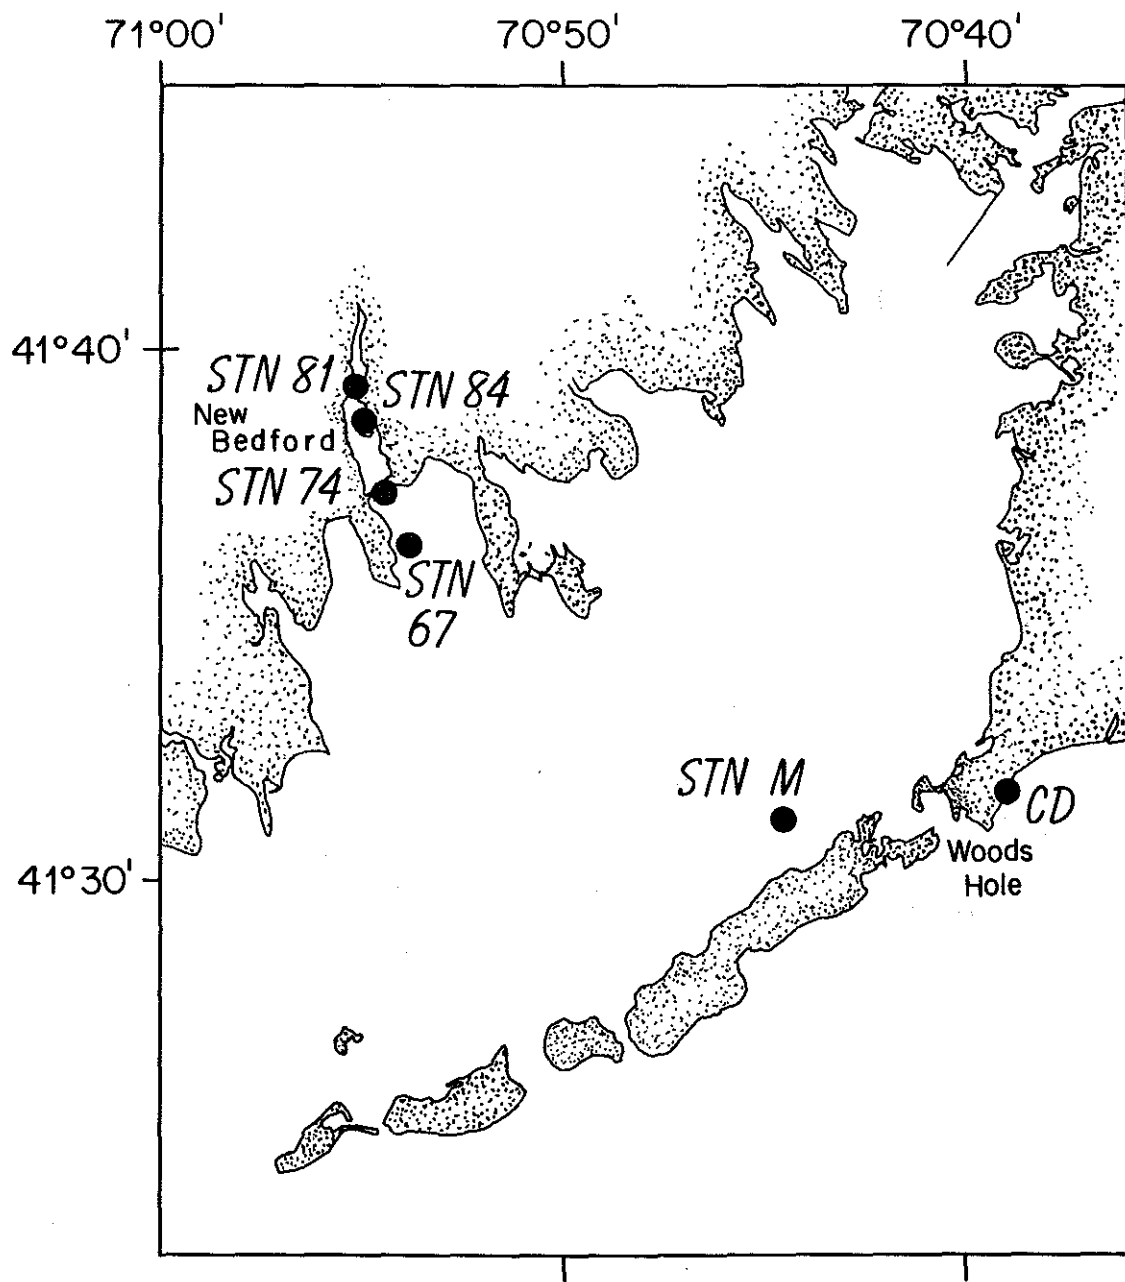 71°00' 70°50' 70°40'
41°40'
STN 81
STN 84
New
Bedford
STN 74
STN
67
STN M
CD
Woods
Hole
41°30'